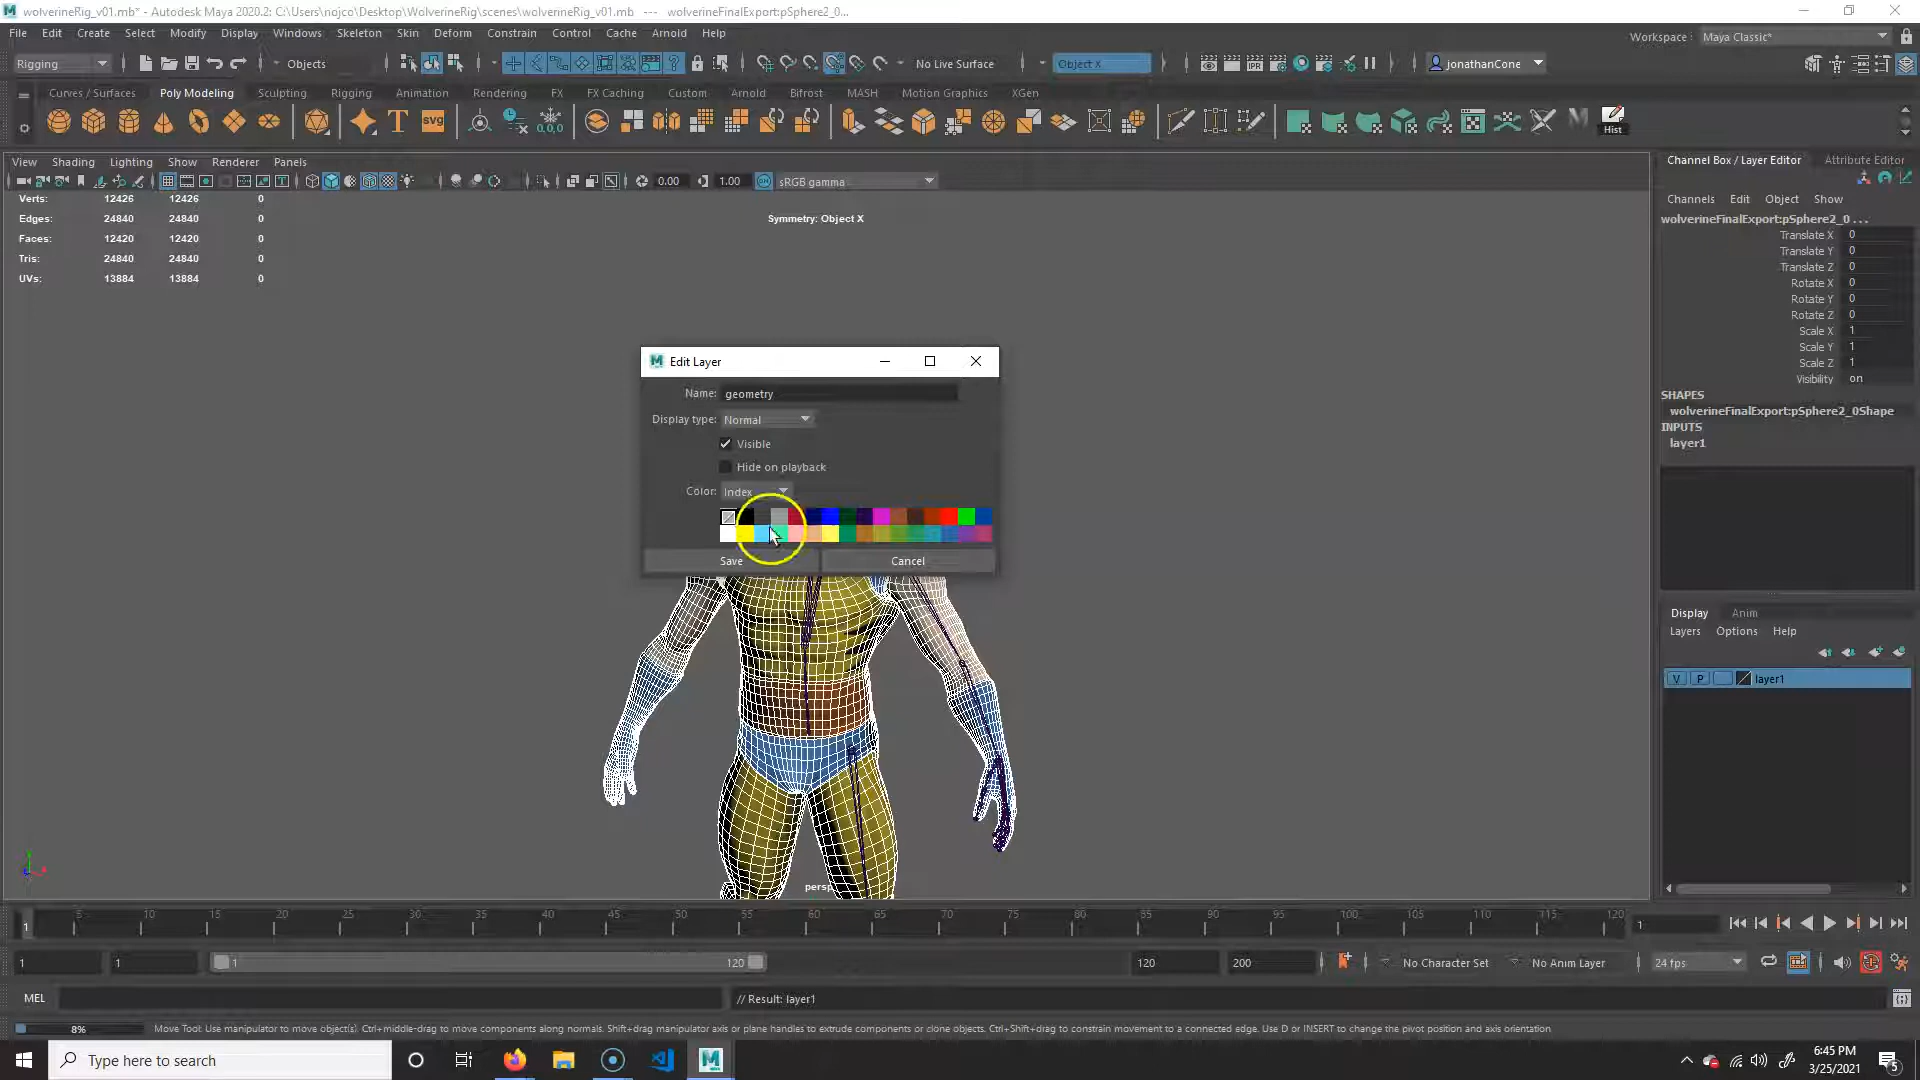 wolverineRig_v01.mb* - Autodesk Maya 2020.2: C:\Users\nojco\Desktop\WolverineRig\scenes\wolverineRig_v01.mb --- wolverineFinalExport:pSphere2_0...
File Edit Create Select Modify Display Windows Skeleton Skin Deform Constrain Control Cache Arnold Help
Workspace : Maya Classic*
Rigging Objects No Live Surface Object X jonathanCone
Curves / Surfaces Poly Modeling Sculpting Rigging Animation Rendering FX FX Caching Custom Arnold Bifrost MASH Motion Graphics XGen
T svg 0,0,0 Hist
View Shading Lighting Show Renderer Panels
Channel Box / Layer Editor Attribute Editor
0.00 1.00 ON sRGB gamma
Channels Edit Object Show
Verts: 12426 12426 0
Edges: 24840 24840 0
Faces: 12420 12420 0
Tris: 24840 24840 0
UVs: 13884 13884 0
Symmetry: Object X
wolverineFinalExport:pSphere2_0 ...
Translate X 0
Translate Y 0
Translate Z 0
Rotate X 0
Rotate Y 0
Rotate Z 0
Scale X 1
Scale Y 1
Scale Z 1
Visibility on
SHAPES
wolverineFinalExport:pSphere2_0Shape
INPUTS
layer1
Edit Layer
Name: geometry
Display type: Normal
Visible
Hide on playback
Color: Index
Save Cancel
Display Anim
Layers Options Help
V P layer1
persp
5 10 15 20 25 30 35 40 45 50 55 60 65 70 75 80 85 90 95 100 105 110 115 120
1 1
1 1 1 120 120 200 No Character Set No Anim Layer 24 fps
MEL // Result: layer1
8% Move Tool: Use manipulator to move object(s). Ctrl+middle-drag to move components along normals. Shift+drag manipulator axis or plane handles to extrude components or clone objects. Ctrl+Shift+drag to constrain movement to a connected edge. Use D or INSERT to change the pivot position and axis orientation
Type here to search
6:45 PM
3/25/2021
5